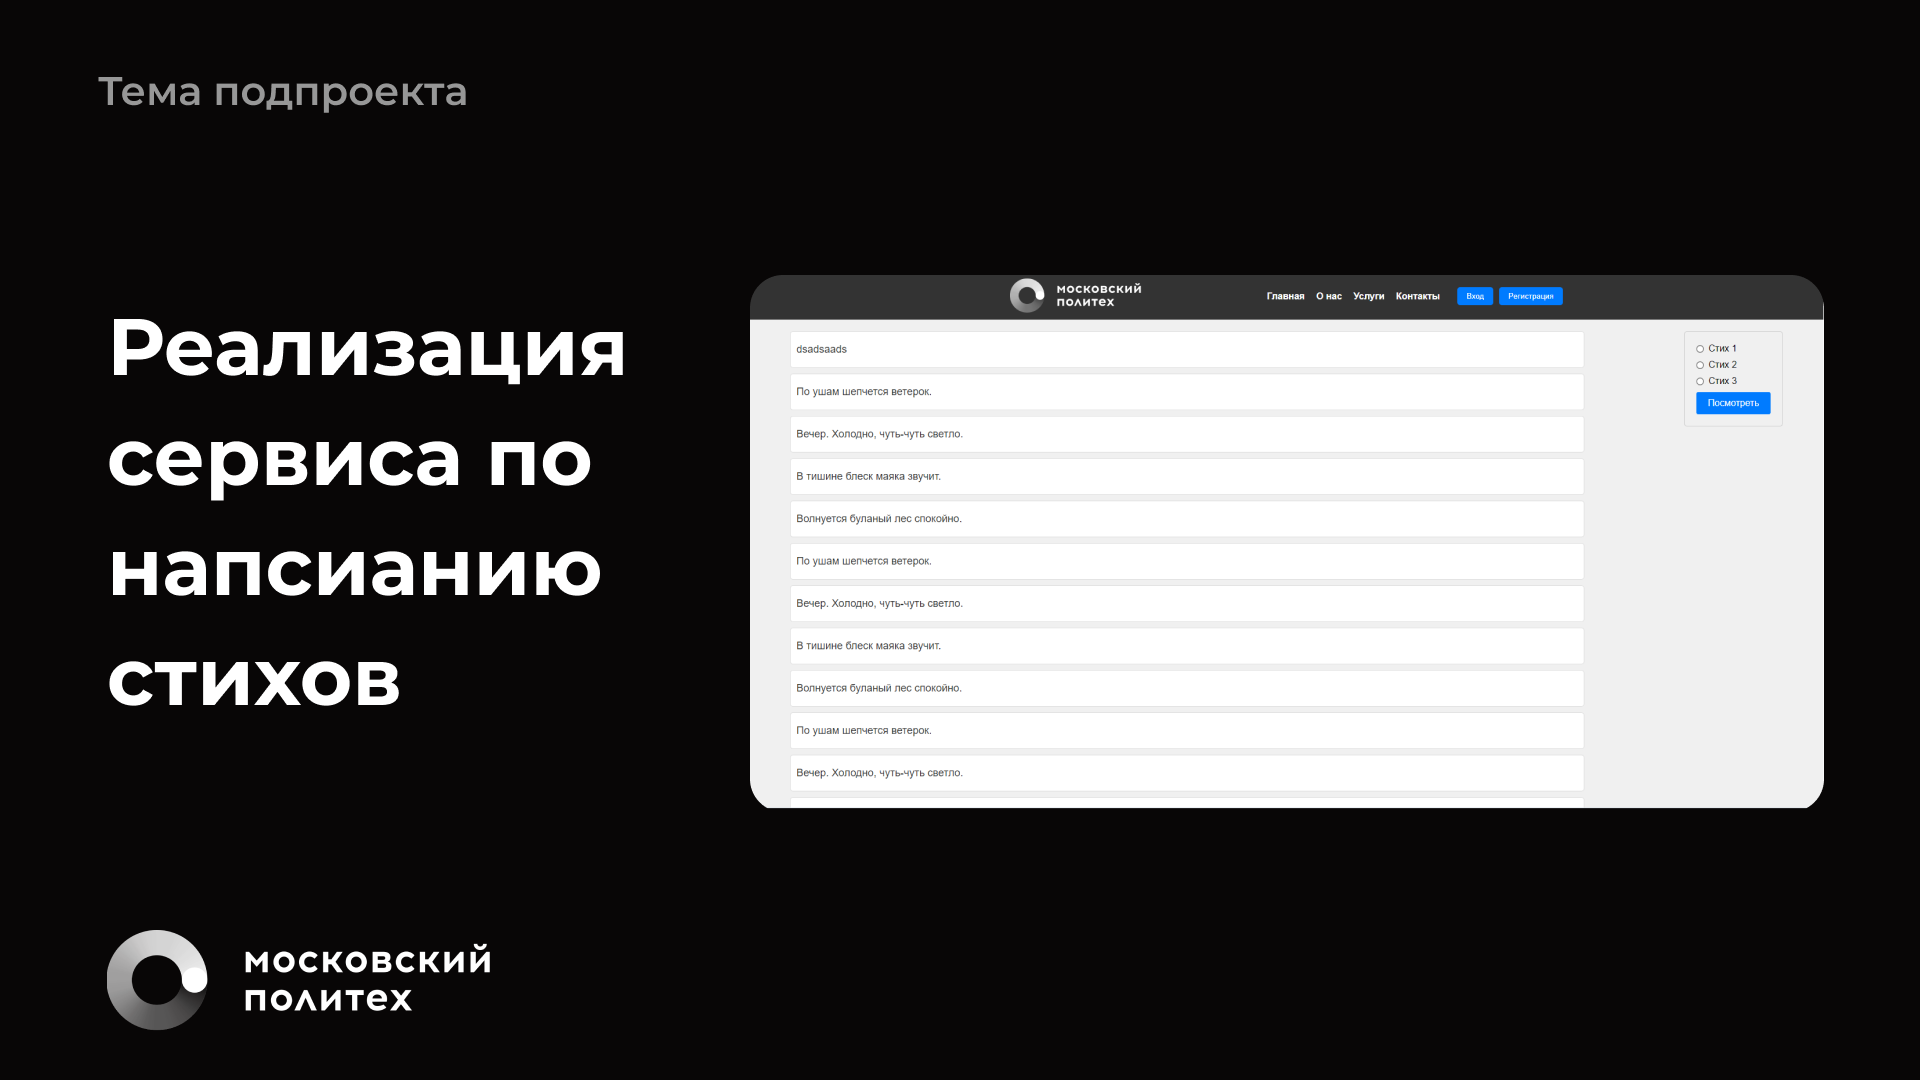 Тема подпроекта
Реализация
сервиса по
напсианию
стихов
московский
политех
Главная О нас Услуги Контакты Вход Регистрация
dsadsaads
По ушам шепчется ветерок.
Вечер. Холодно, чуть-чуть светло.
В тишине блеск маяка звучит.
Волнуется буланый лес спокойно.
По ушам шепчется ветерок.
Вечер. Холодно, чуть-чуть светло.
В тишине блеск маяка звучит.
Волнуется буланый лес спокойно.
По ушам шепчется ветерок.
Вечер. Холодно, чуть-чуть светло.
Стих 1
Стих 2
Стих 3
Посмотреть
московский
политех